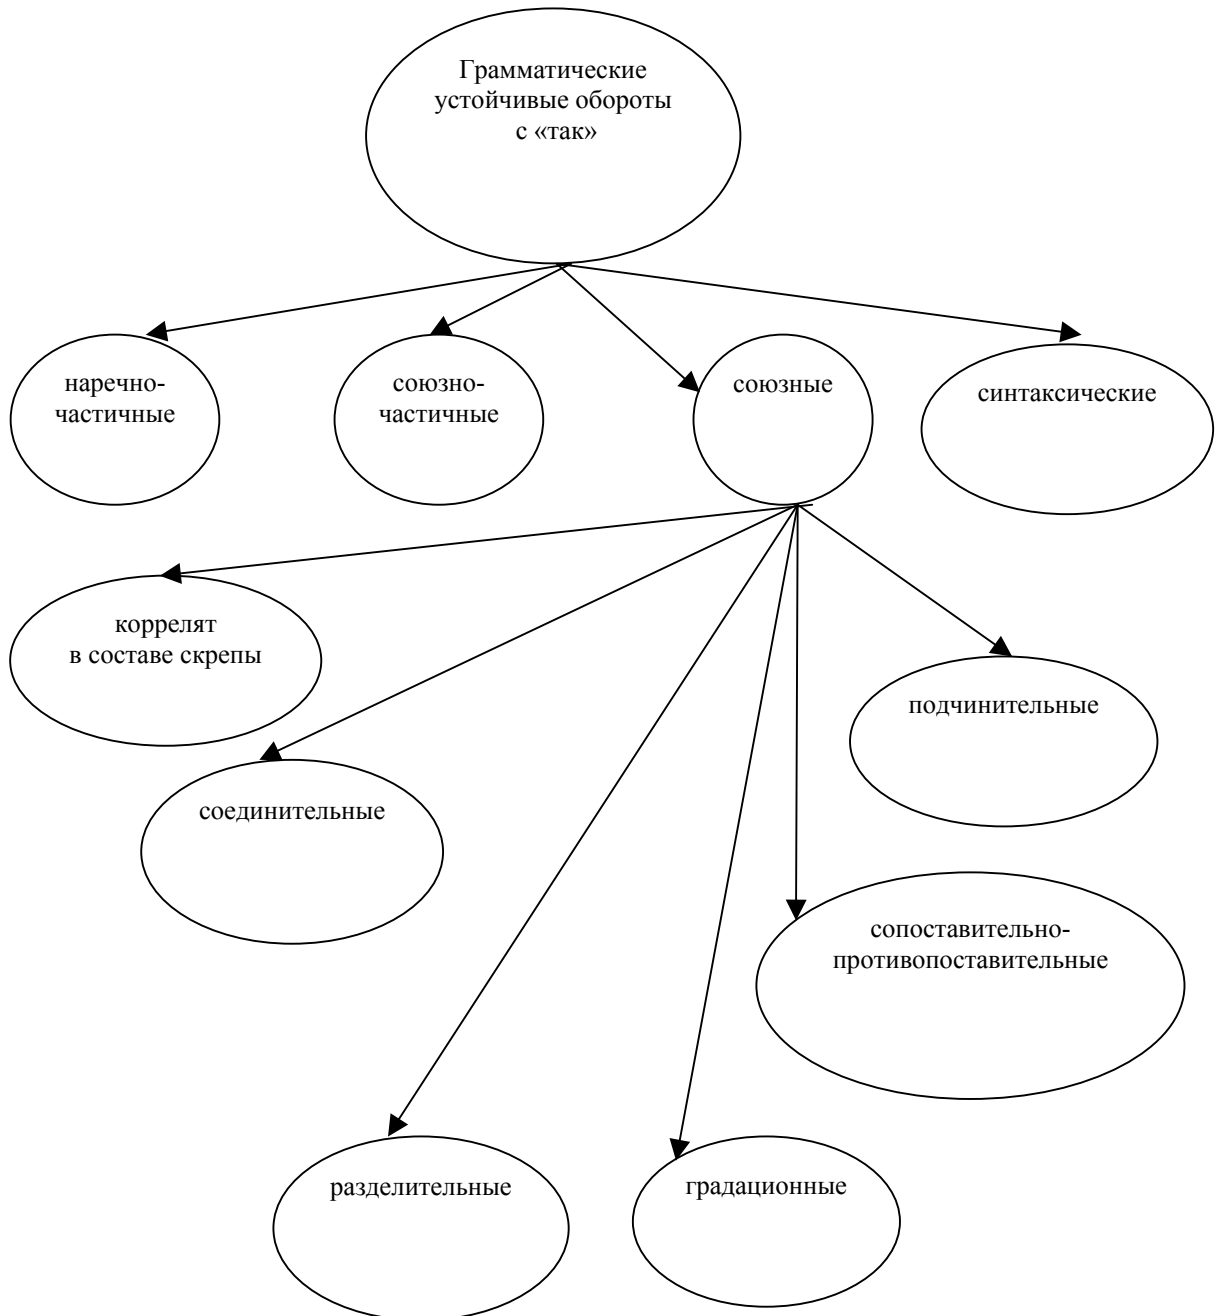 Грамматические
устойчивые обороты
с «так»
наречно-
частичные
союзно-
частичные
союзные
синтаксические
коррелят
в составе скрепы
подчинительные
соединительные
сопоставительно-
противопоставительные
разделительные
градационные